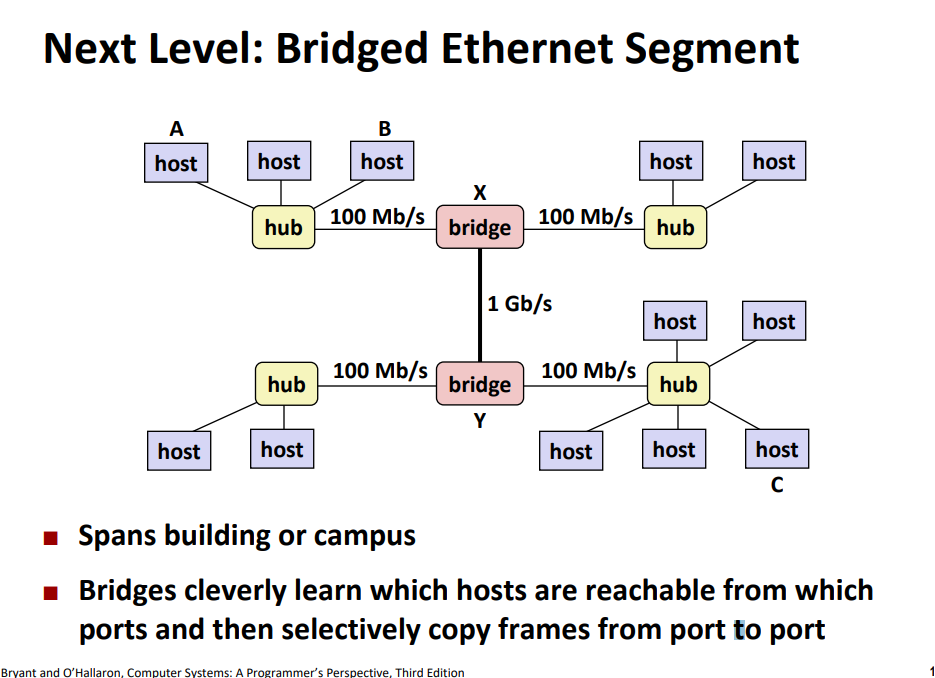 Next Level: Bridged Ethernet Segment
A B
host host host host host
X
hub 100 Mb/s bridge 100 Mb/s hub
1 Gb/s
host host
hub 100 Mb/s bridge 100 Mb/s hub
Y
host host host host host
C
Spans building or campus
Bridges cleverly learn which hosts are reachable from which
ports and then selectively copy frames from port to port
Bryant and O’Hallaron, Computer Systems: A Programmer’s Perspective, Third Edition
1